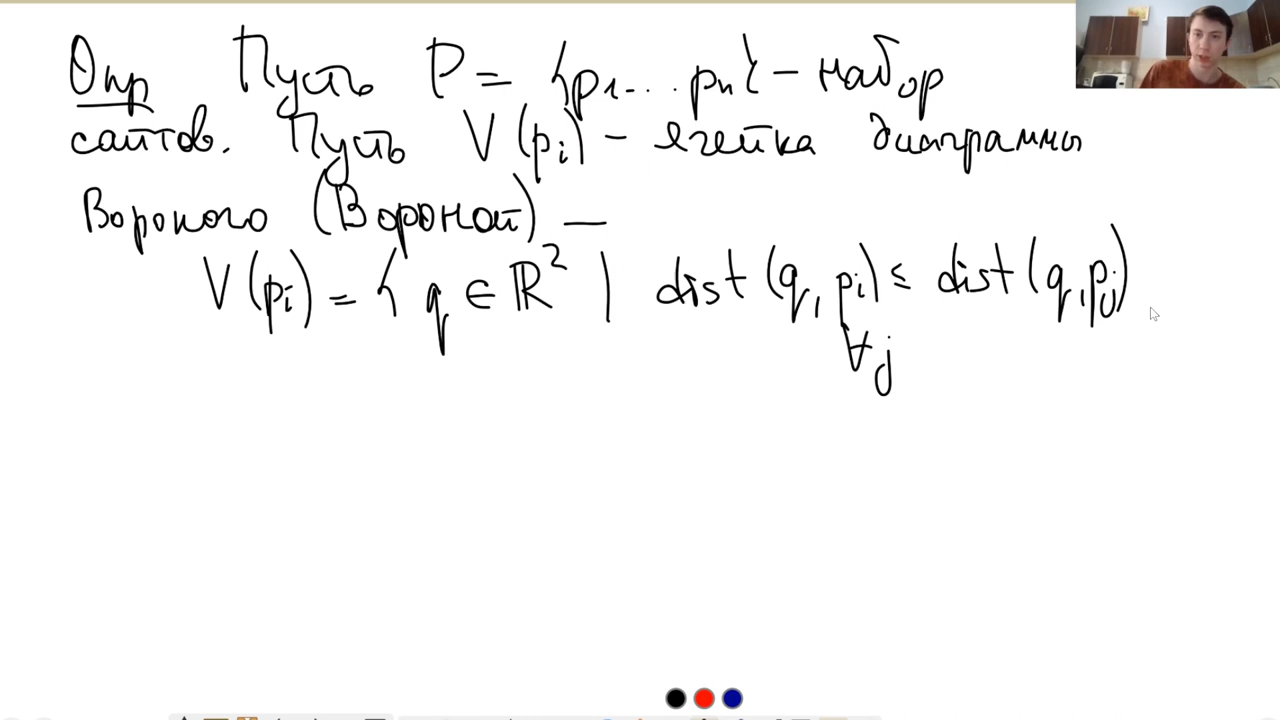 Опр Пусть P = {p1...pn} – набор
сайтов. Пусть V(pi) – ячейка диаграммы
Вороного (Вороной) —
V(pi) = { q ∈ ℝ² | dist(q, pi) ≤ dist(q, pj)
∀j